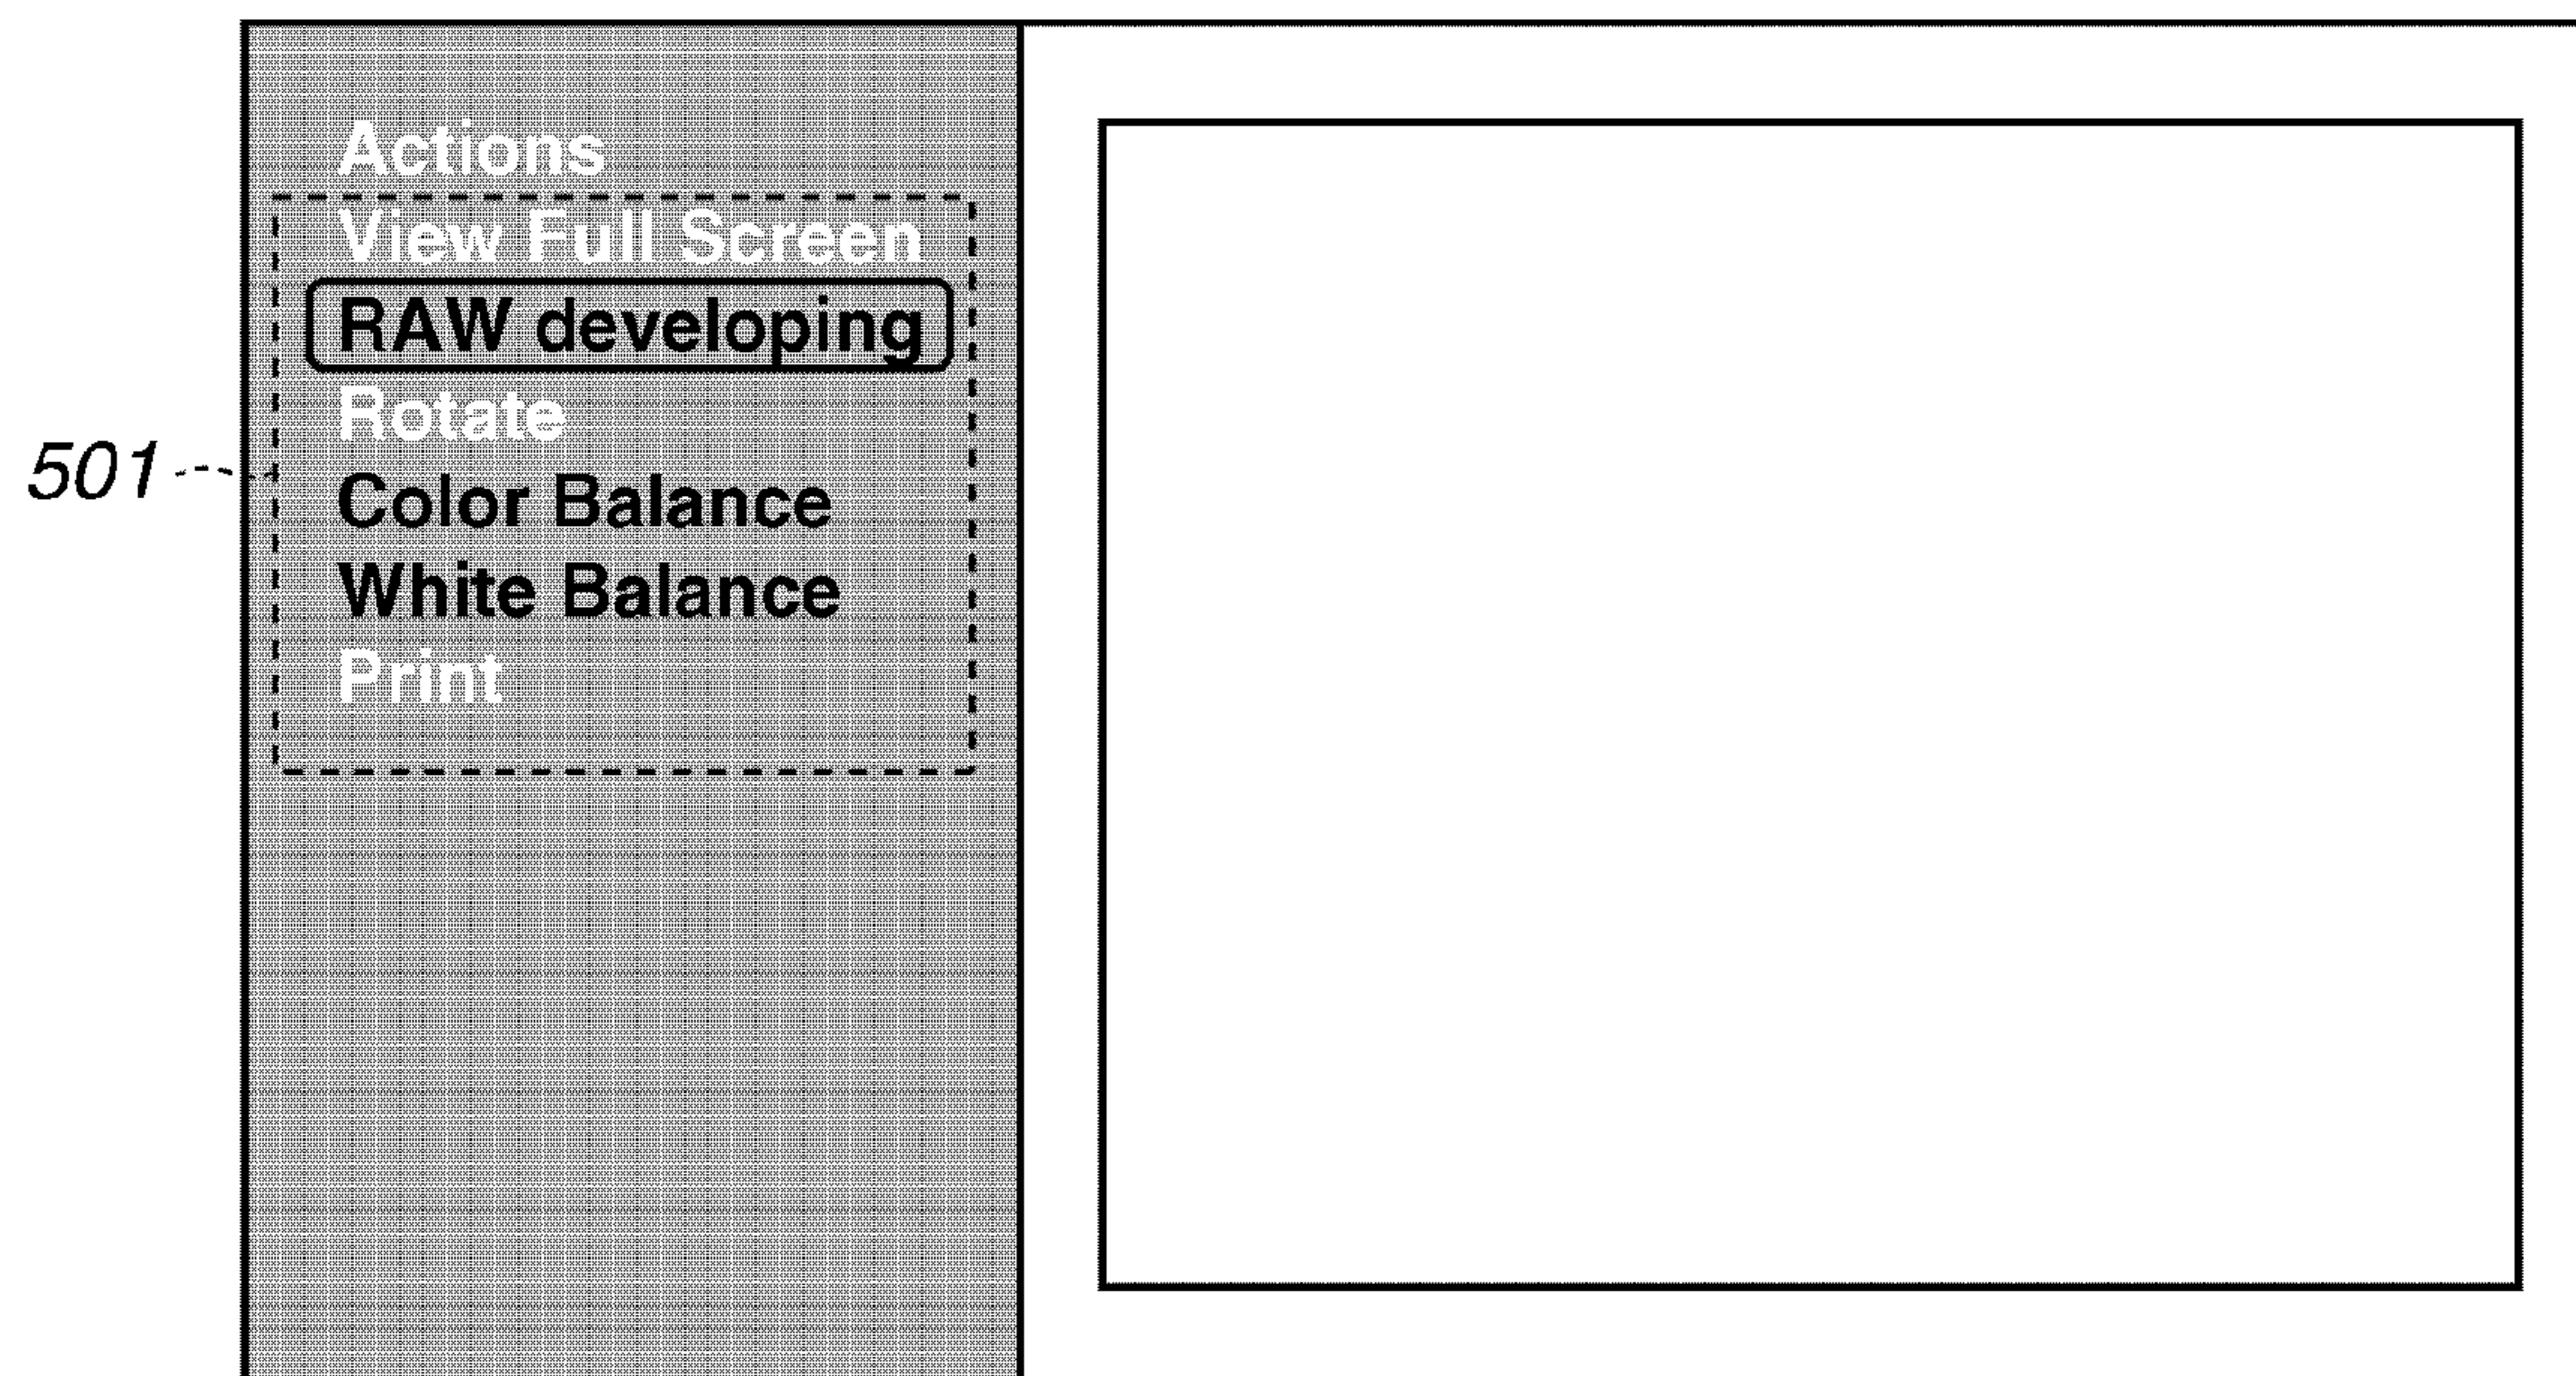 Actions
View Full Screen
RAW developing
Rotate
501
Color Balance
White Balance
Print